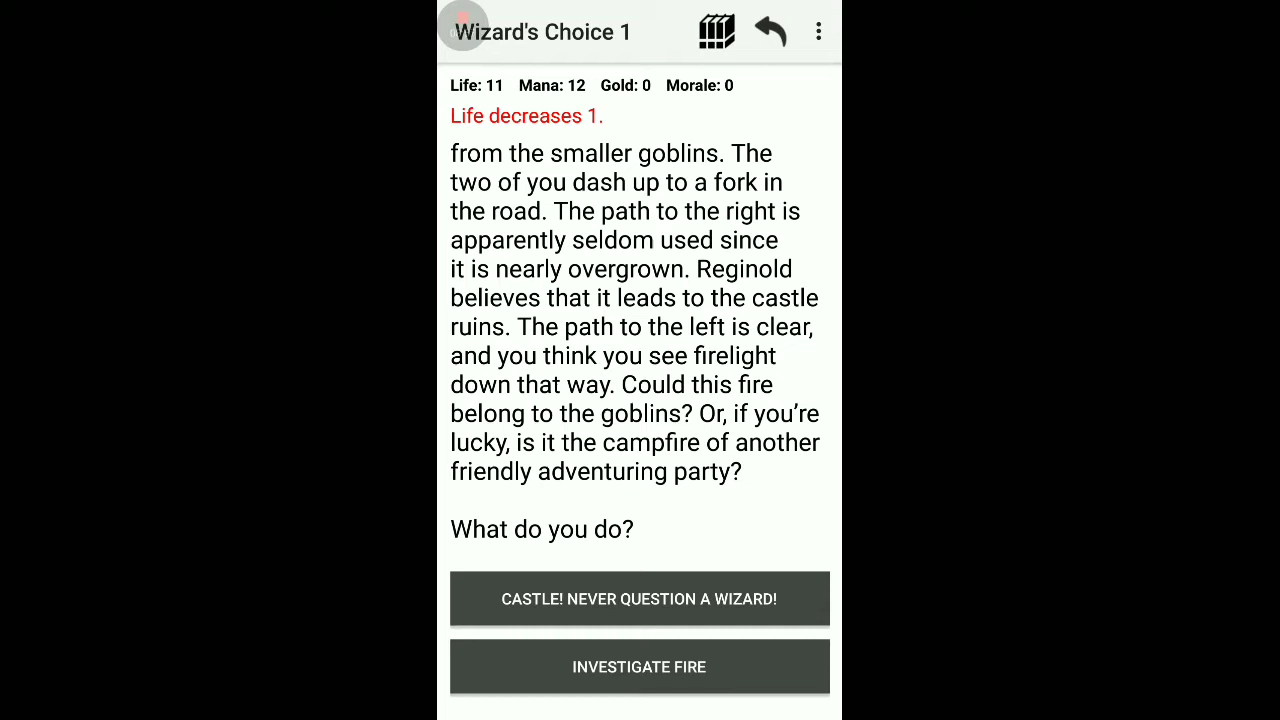 Wizard's Choice 1
Life: 11 Mana: 12 Gold: 0 Morale: 0
Life decreases 1.
from the smaller goblins. The
two of you dash up to a fork in
the road. The path to the right is
apparently seldom used since
it is nearly overgrown. Reginold
believes that it leads to the castle
ruins. The path to the left is clear,
and you think you see firelight
down that way. Could this fire
belong to the goblins? Or, if you’re
lucky, is it the campfire of another
friendly adventuring party?
What do you do?
CASTLE! NEVER QUESTION A WIZARD!
INVESTIGATE FIRE